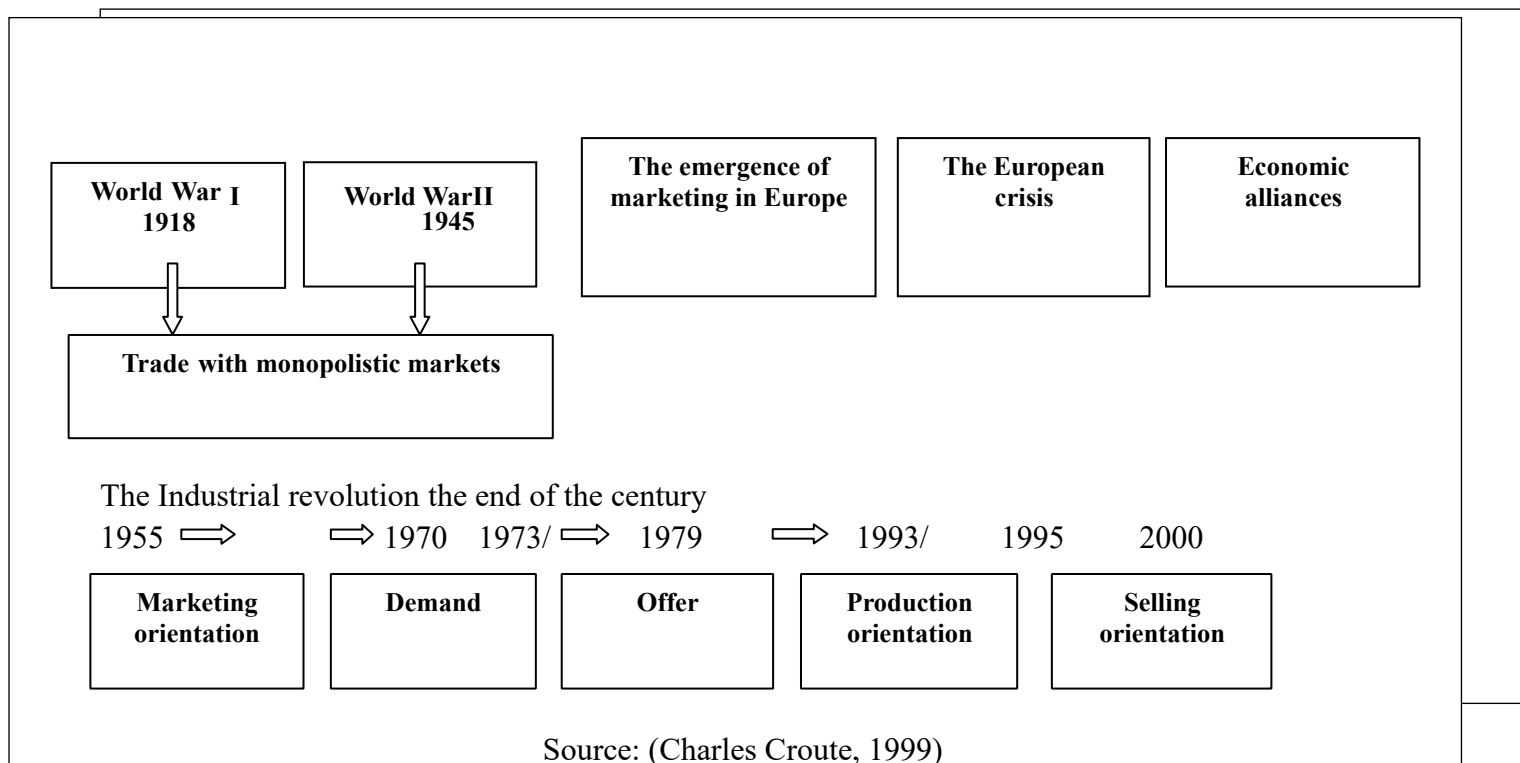 World War I
1918
World WarII
1945
The emergence of
marketing in Europe
The European
crisis
Economic
alliances
Trade with monopolistic markets
The Industrial revolution the end of the century
1955 ⇒ ⇒ 1970 1973/ ⇒ 1979 ⇒ 1993/ 1995 2000
Marketing
orientation
Demand
Offer
Production
orientation
Selling
orientation
Source: (Charles Croute, 1999)